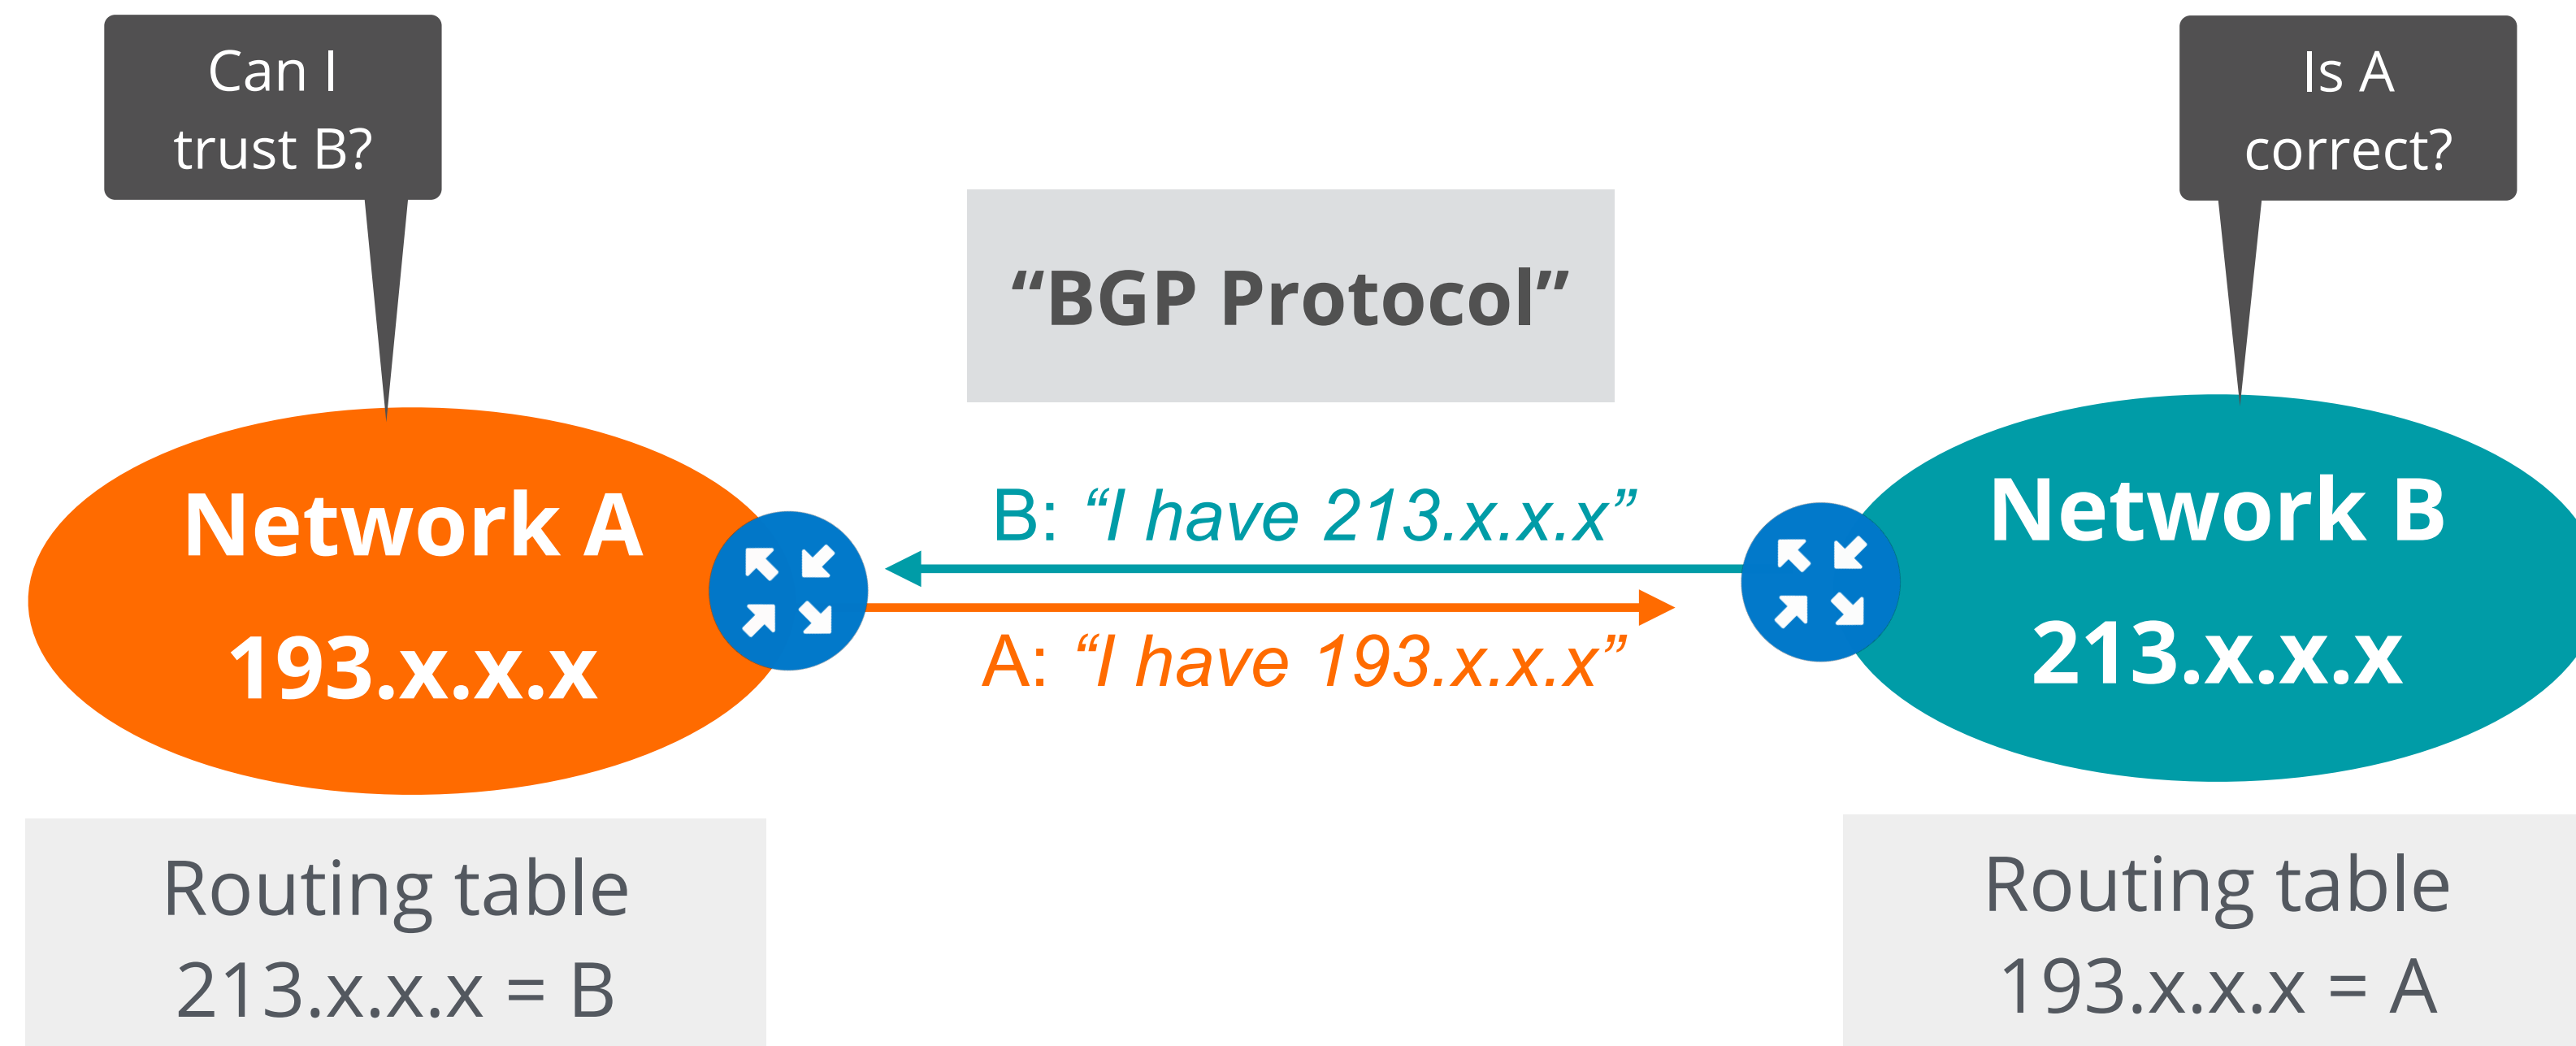 Can I
trust B?
Is A
correct?
“BGP Protocol”
B: “I have 213.x.x.x”
A: “I have 193.x.x.x”
Network A
193.x.x.x
Network B
213.x.x.x
Routing table
213.x.x.x = B
Routing table
193.x.x.x = A